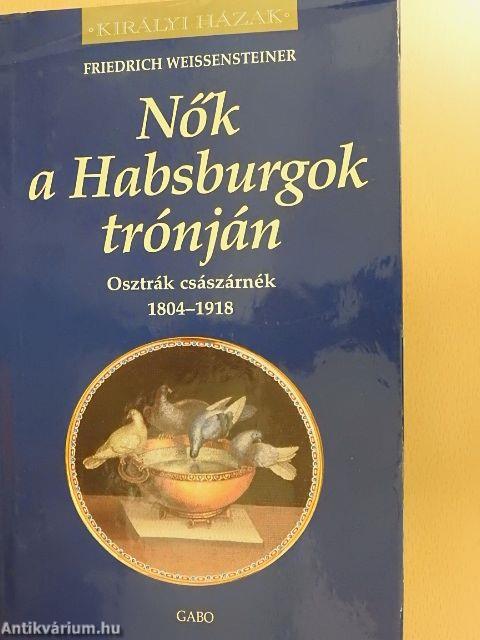 • KIRÁLYI HÁZAK •
FRIEDRICH WEISSENSTEINER
Nők
a Habsburgok
trónján
Osztrák császárnék
1804–1918
GABO
Antikvárium.hu